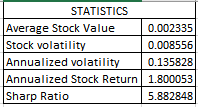 STATISTICS
Average Stock Value 0.002335
Stock volatility 0.008556
Annualized volatility 0.135828
Annualized Stock Return 1.800053
Sharp Ratio 5.882848